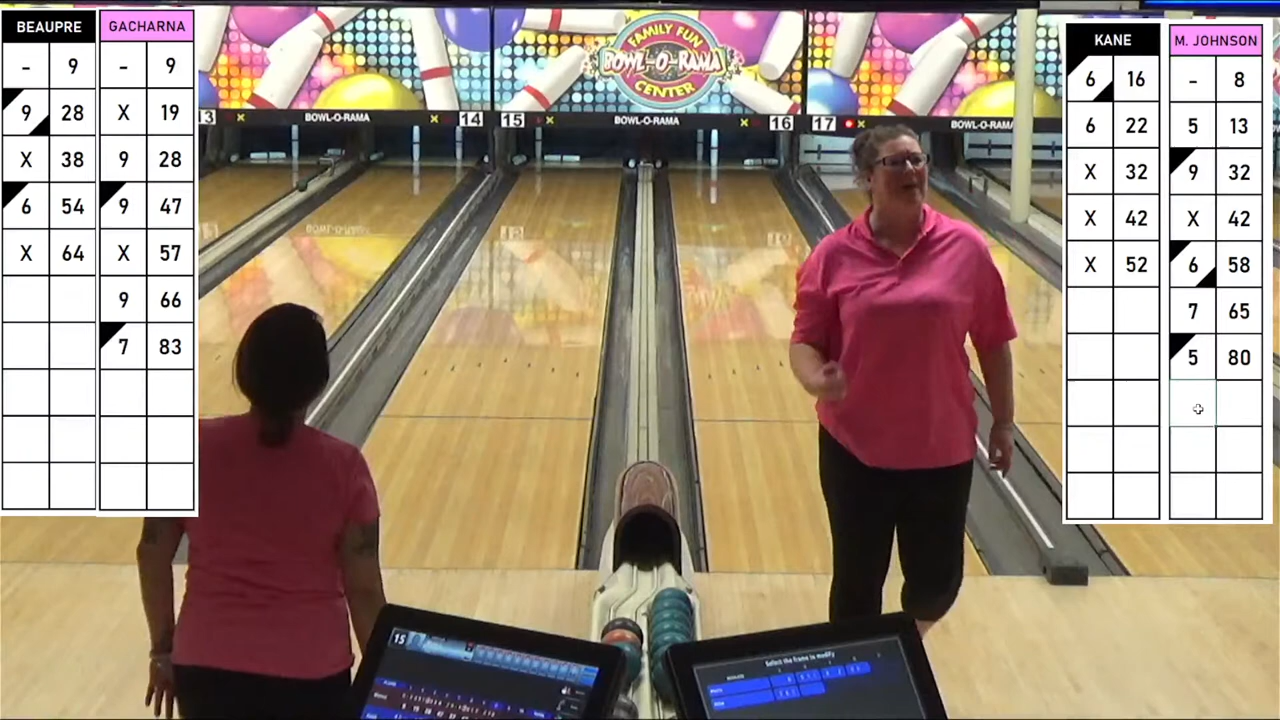 BEAUPRE GACHARNA
- 9 - 9
9 28 X 19
X 38 9 28
6 54 9 47
X 64 X 57
9 66
7 83
KANE M. JOHNSON
6 16 - 8
6 22 5 13
X 32 9 32
X 42 X 42
X 52 6 58
7 65
5 80
FAMILY FUN
BOWL-O-RAMA
CENTER
13 BOWL-O-RAMA 14
15 BOWL-O-RAMA 16
17 BOWL-O-RAMA
15
Select the frame to modify